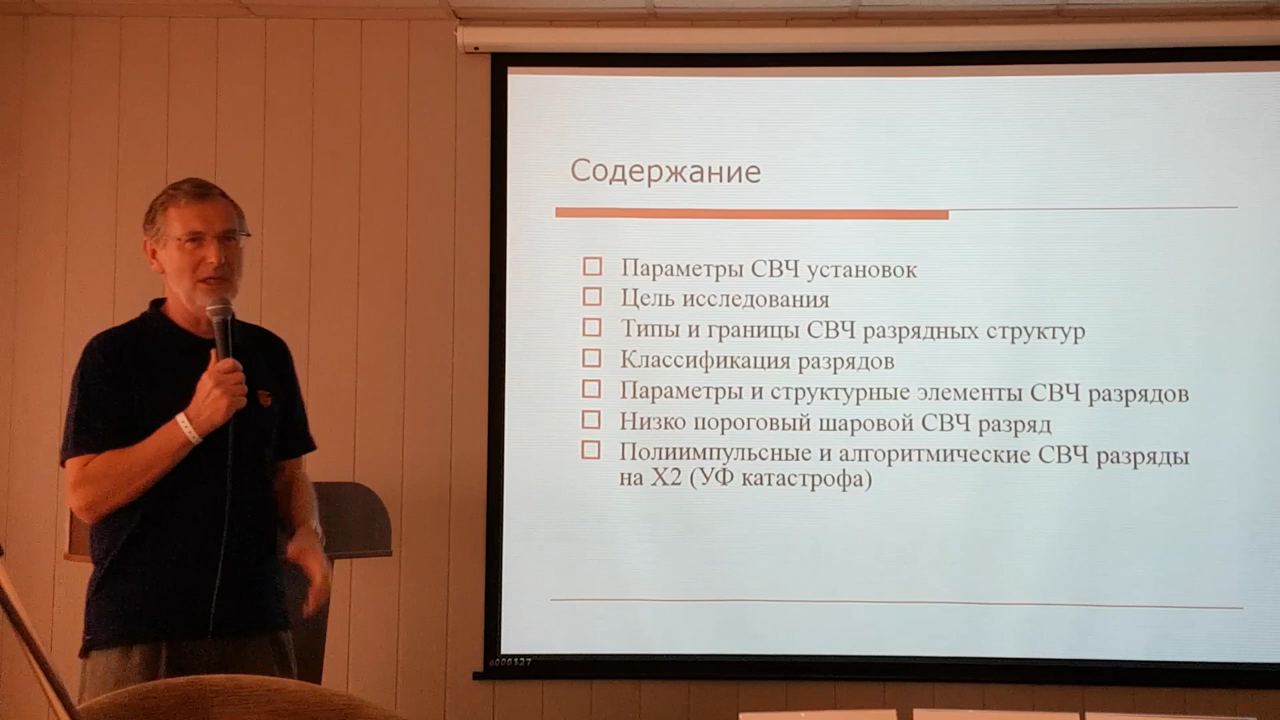 Содержание
Параметры СВЧ установок
Цель исследования
Типы и границы СВЧ разрядных структур
Классификация разрядов
Параметры и структурные элементы СВЧ разрядов
Низко пороговый шаровой СВЧ разряд
Полиимпульсные и алгоритмические СВЧ разряды
на Х2 (УФ катастрофа)